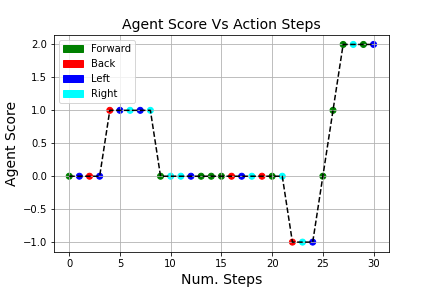 Agent Score Vs Action Steps
2.0
1.5
1.0
0.5
0.0
−0.5
−1.0
Agent Score
Forward
Back
Left
Right
0 5 10 15 20 25 30
Num. Steps